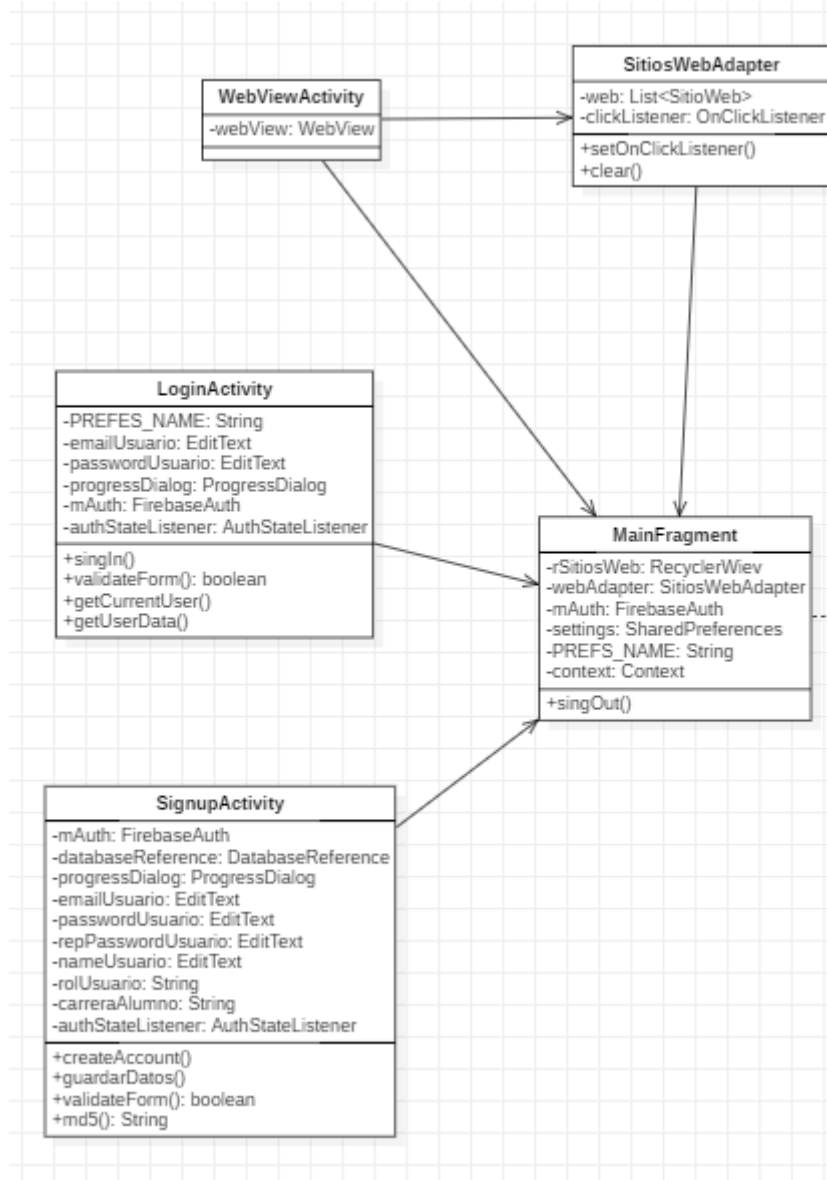 WebViewActivity
-webView: WebView
SitiosWebAdapter
-web: List<SitioWeb>
-clickListener: OnClickListener
+setOnClickListener()
+clear()
LoginActivity
-PREFES_NAME: String
-emailUsuario: EditText
-passwordUsuario: EditText
-progressDialog: ProgressDialog
-mAuth: FirebaseAuth
-authStateListener: AuthStateListener
+singIn()
+validateForm(): boolean
+getCurrentUser()
+getUserData()
MainFragment
-rSitiosWeb: RecyclerWiev
-webAdapter: SitiosWebAdapter
-mAuth: FirebaseAuth
-settings: SharedPreferences
-PREFS_NAME: String
-context: Context
+singOut()
SignupActivity
-mAuth: FirebaseAuth
-databaseReference: DatabaseReference
-progressDialog: ProgressDialog
-emailUsuario: EditText
-passwordUsuario: EditText
-repPasswordUsuario: EditText
-nameUsuario: EditText
-rolUsuario: String
-carreraAlumno: String
-authStateListener: AuthStateListener
+createAccount()
+guardarDatos()
+validateForm(): boolean
+md5(): String